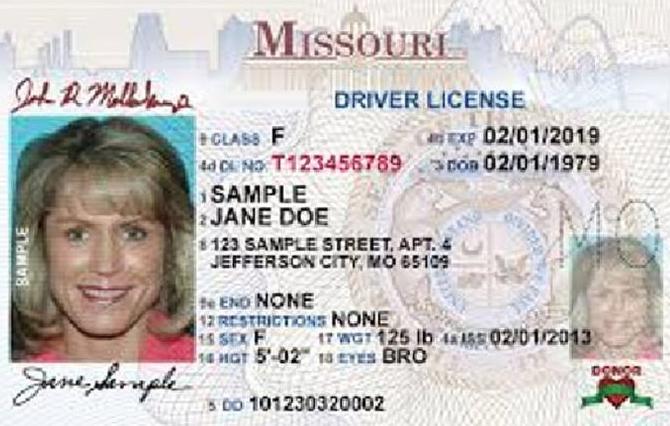 MISSOURI
DRIVER LICENSE
9 CLASS F
4b EXP 02/01/2019
4d DL NO. T123456789
3 DOB 02/01/1979
1 SAMPLE
2 JANE DOE
8 123 SAMPLE STREET, APT. 4
JEFFERSON CITY, MO 65109
9a END NONE
12 RESTRICTIONS NONE
15 SEX F 17 WGT 125 lb 4a ISS 02/01/2013
16 HGT 5'-02" 18 EYES BRO
5 DD 101230320002
SAMPLE
Jane Sample
MO
DONOR